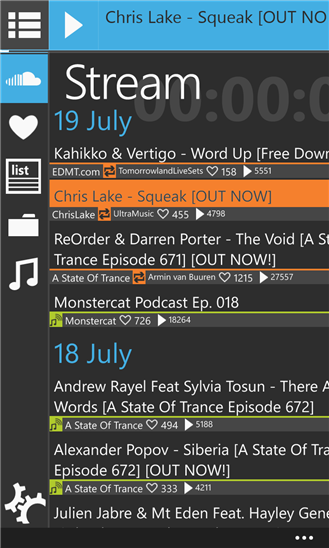 Chris Lake - Squeak [OUT NO
Stream
00:00:0
19 July
Kahikko & Vertigo - Word Up [Free Down
EDMT.com TomorrowlandLiveSets 158 5551
Chris Lake - Squeak [OUT NOW]
ChrisLake UltraMusic 455 4798
ReOrder & Darren Porter - The Void [A St
Trance Episode 671] [OUT NOW!]
A State Of Trance Armin van Buuren 1215 27557
Monstercat Podcast Ep. 018
Monstercat 726 18264
18 July
Andrew Rayel Feat Sylvia Tosun - There A
Words [A State Of Trance Episode 672]
A State Of Trance 494 5188
Alexander Popov - Siberia [A State Of Tra
Episode 672] [OUT NOW!]
A State Of Trance 333 4211
Julien Jabre & Mt Eden Feat. Hayley Gene
list